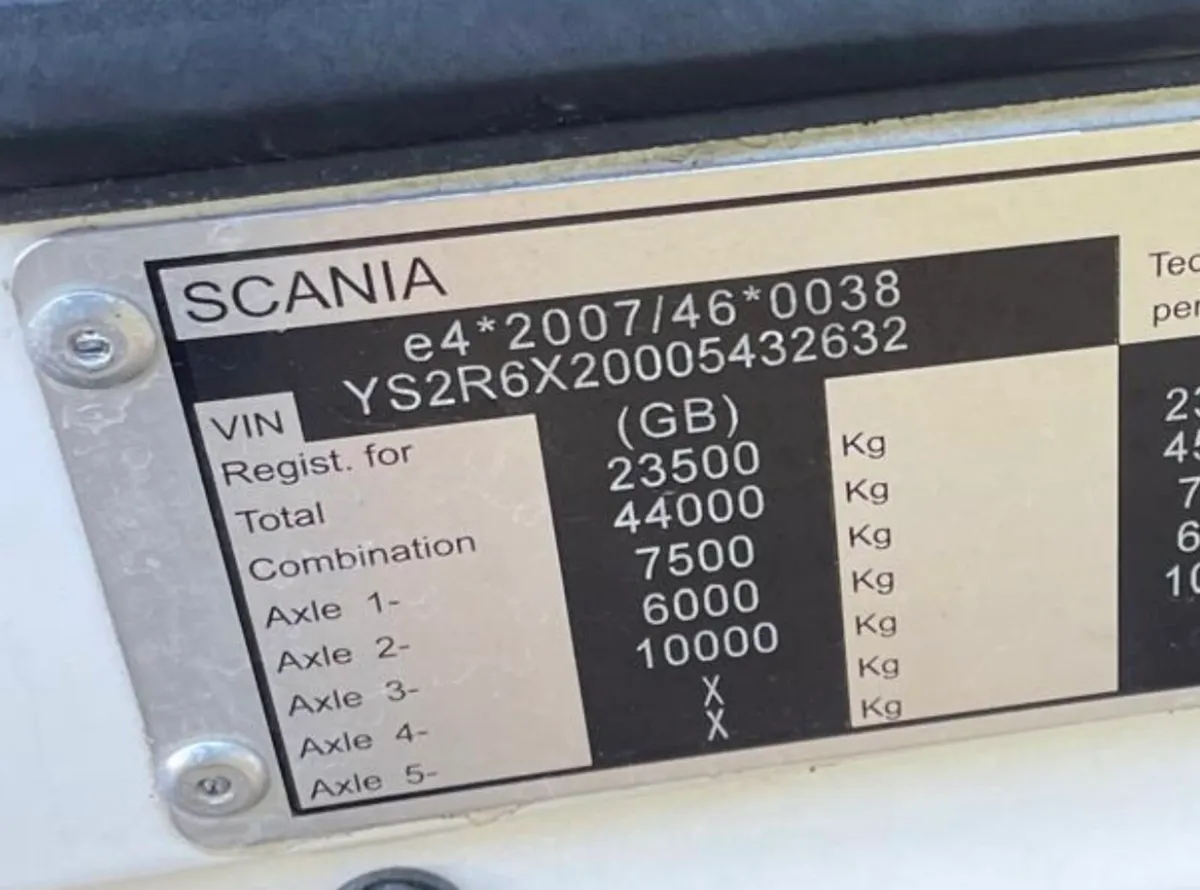 SCANIA
e4*2007/46*0038
VIN YS2R6X20005432632
Regist. for (GB)
Total 23500 Kg
Combination 44000 Kg
Axle 1- 7500 Kg
Axle 2- 6000 Kg
Axle 3- 10000 Kg
Axle 4- X Kg
Axle 5- X Kg